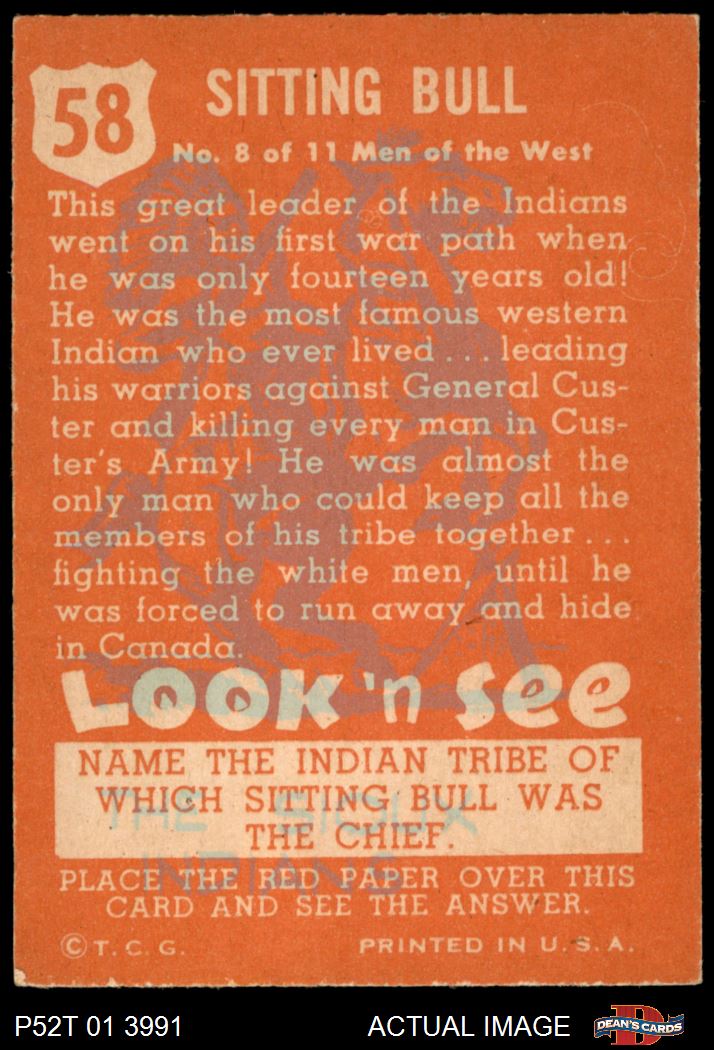 58
SITTING BULL
No. 8 of 11 Men of the West
This great leader of the Indians
went on his first war path when
he was only fourteen years old!
He was the most famous western
Indian who ever lived ... leading
his warriors against General Cus-
ter and killing every man in Cus-
ter's Army! He was almost the
only man who could keep all the
members of his tribe together ...
fighting the white men, until he
was forced to run away and hide
in Canada.
LOOK 'n See
NAME THE INDIAN TRIBE OF
WHICH SITTING BULL WAS
THE CHIEF.
THE SIOUX
INDIANS
PLACE THE RED PAPER OVER THIS
CARD AND SEE THE ANSWER.
© T. C. G. PRINTED IN U. S. A.
P52T 01 3991 ACTUAL IMAGE D DEAN'S CARDS